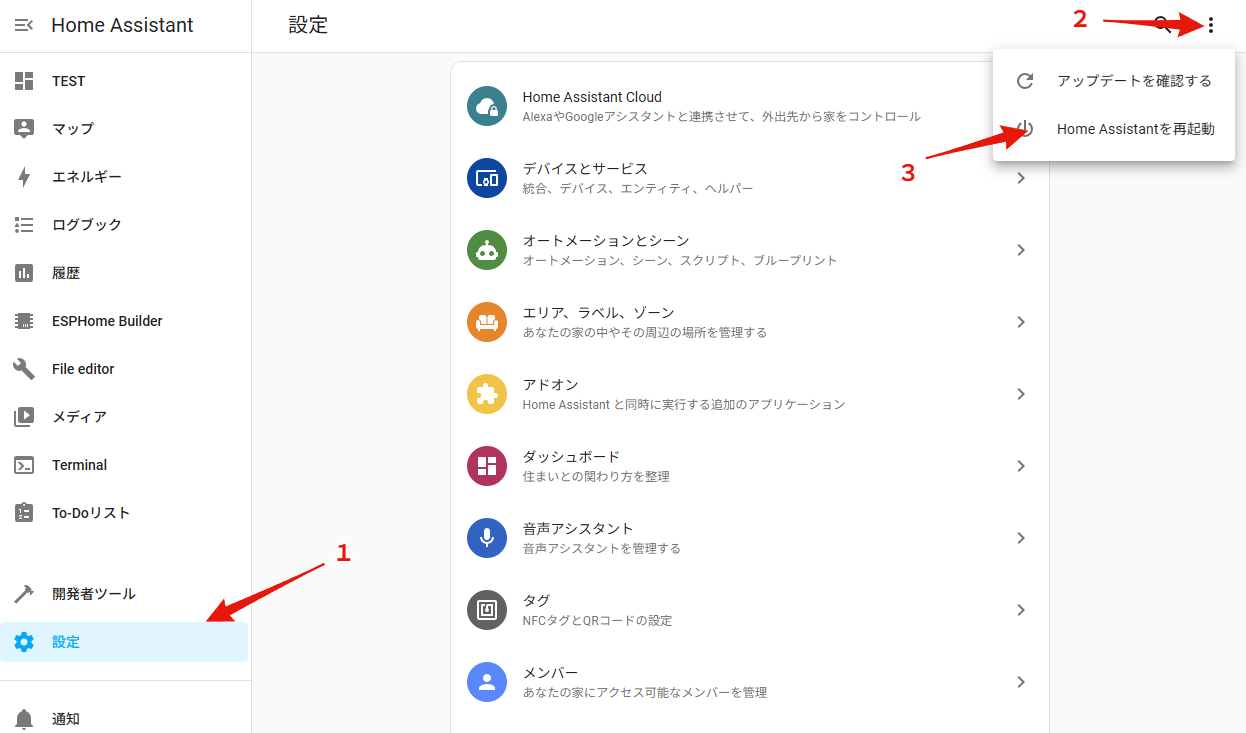 Home Assistant
TEST
マップ
エネルギー
ログブック
履歴
ESPHome Builder
File editor
メディア
Terminal
To-Doリスト
開発者ツール
1
設定
通知
設定
2
アップデートを確認する
Home Assistantを再起動
3
Home Assistant Cloud
AlexaやGoogleアシスタントと連携させて、外出先から家をコントロール
デバイスとサービス
統合、デバイス、エンティティ、ヘルパー
オートメーションとシーン
オートメーション、シーン、スクリプト、ブループリント
エリア、ラベル、ゾーン
あなたの家の中やその周辺の場所を管理する
アドオン
Home Assistant と同時に実行する追加のアプリケーション
ダッシュボード
住まいとの関わり方を整理
音声アシスタント
音声アシスタントを管理する
タグ
NFCタグとQRコードの設定
メンバー
あなたの家にアクセス可能なメンバーを管理